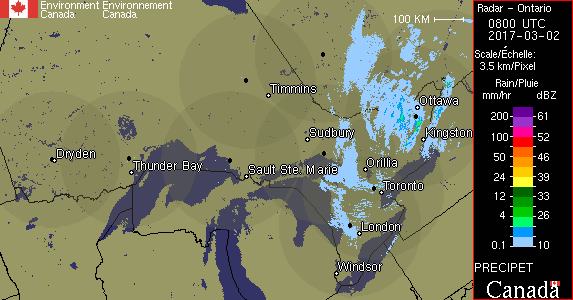 Environment Environnement
Canada Canada
100 KM
Radar - Ontario
0800 UTC
2017-03-02
Scale/Échelle:
3.5 km/Pixel
Rain/Pluie
mm/hr dBZ
200 61
100 52
50 46
24 39
12 33
4 26
0.1 10
PRECIPET
Canada
Timmins
Ottawa
Sudbury
Kingston
Dryden
Thunder Bay
Sault Ste. Marie
Orillia
Toronto
London
Windsor